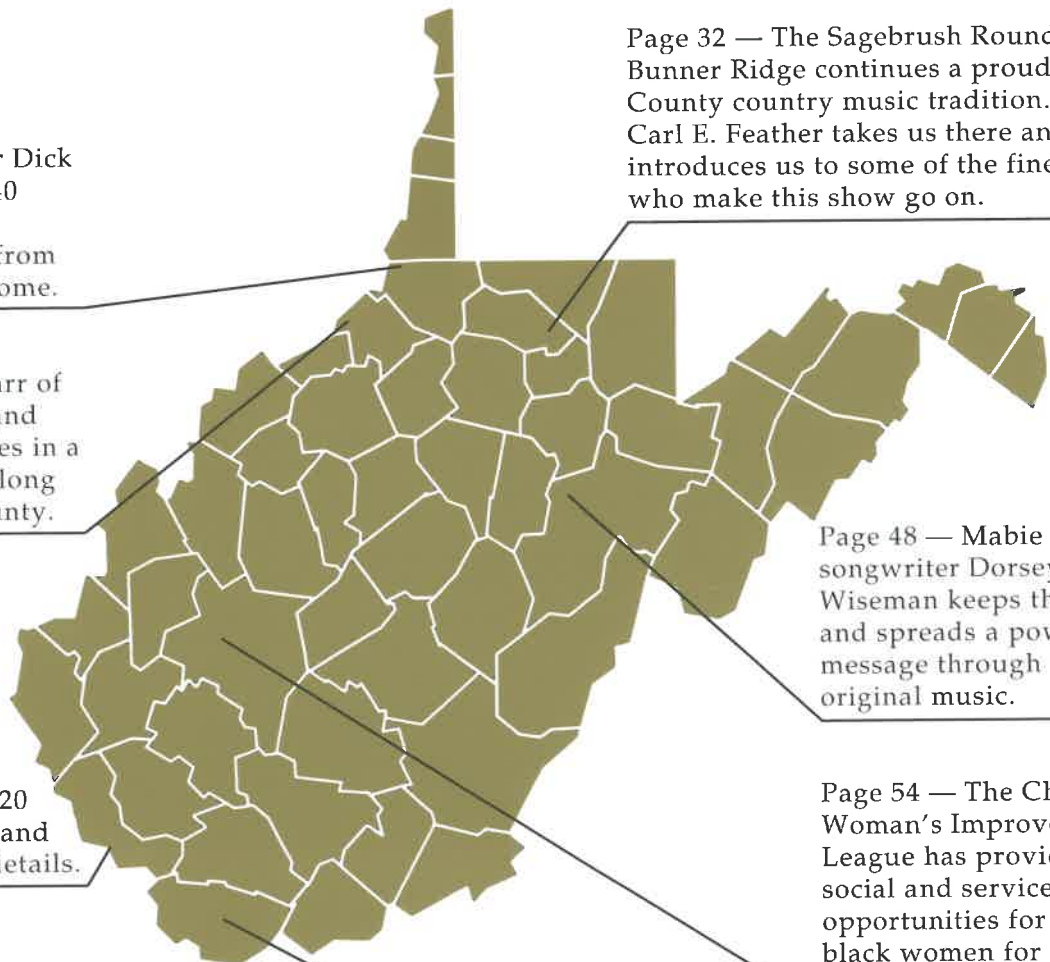 r Dick
from
ome.
arr of
and
es in a
long
nty.
20
and
details.
Page 32 — The Sagebrush Round
Bunner Ridge continues a proud
County country music tradition.
Carl E. Feather takes us there an
introduces us to some of the fine
who make this show go on.
Page 48 — Mabie
songwriter Dorsey
Wiseman keeps th
and spreads a pow
message through
original music.
Page 54 — The Ch
Woman's Improve
League has provid
social and service
opportunities for
black women for